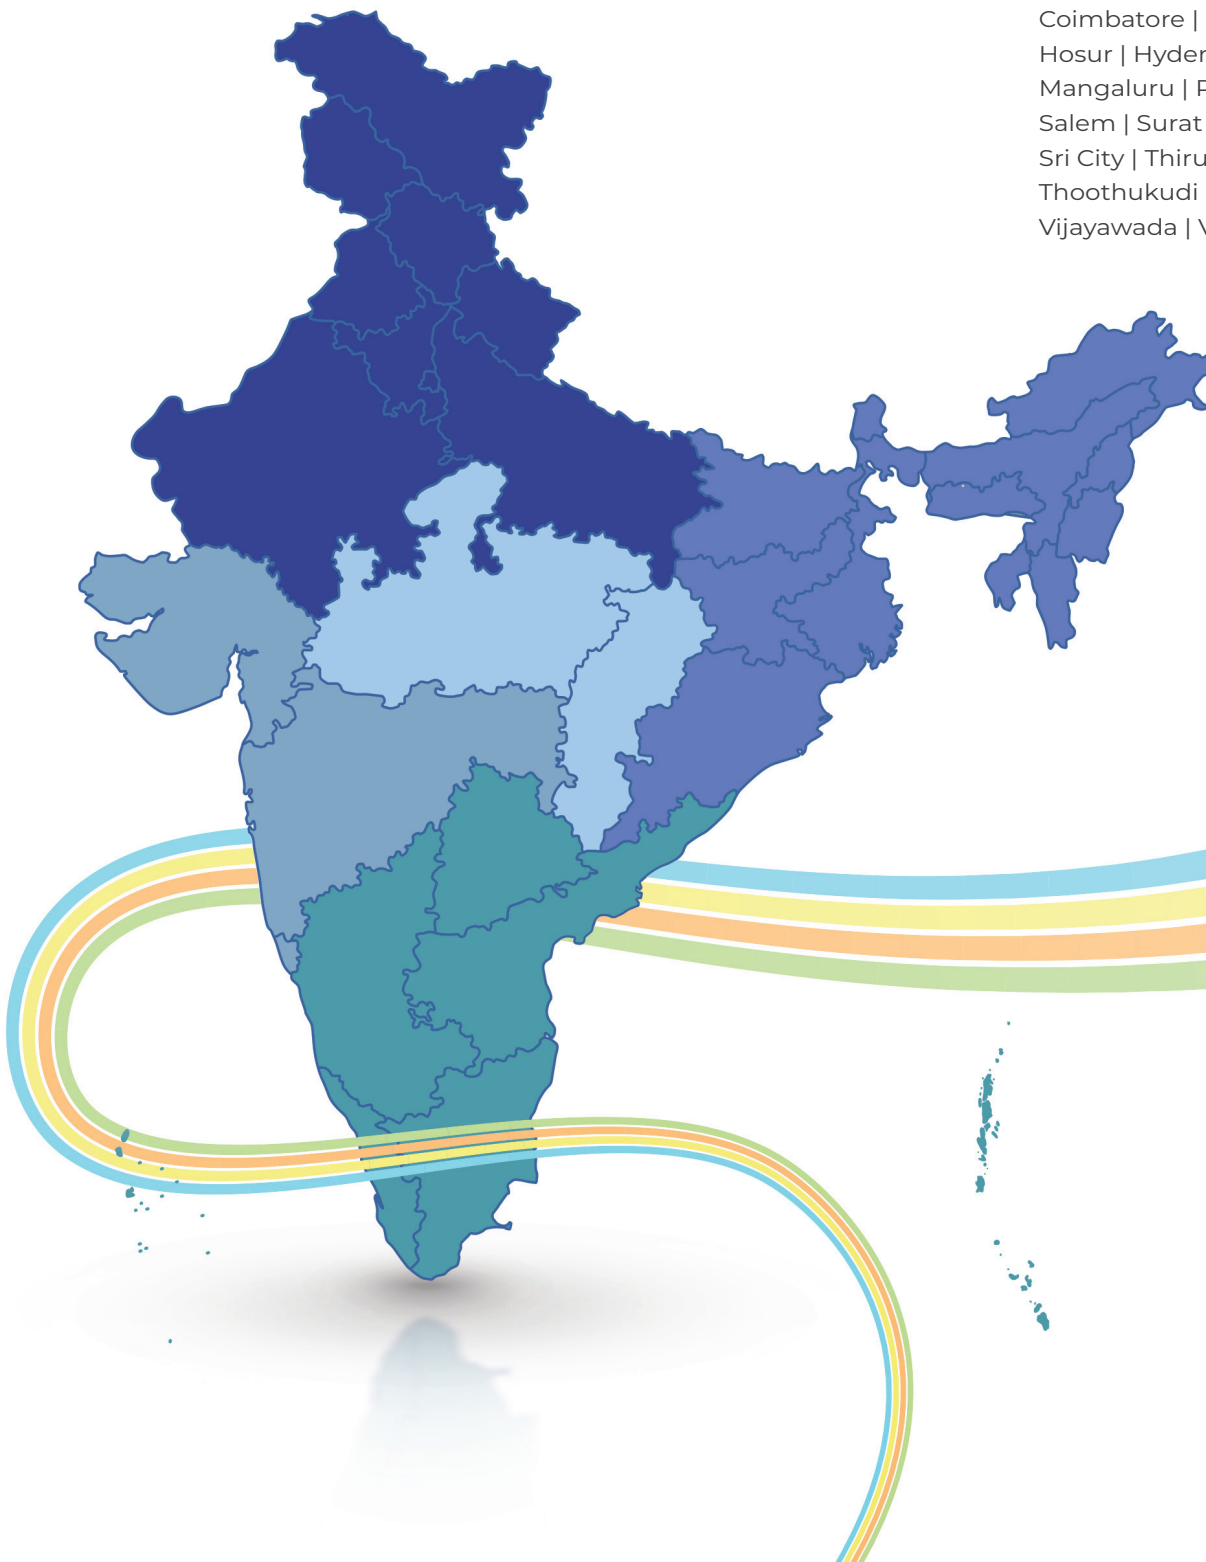 Coimbatore |
Hosur | Hyder
Mangaluru | P
Salem | Surat
Sri City | Thiru
Thoothukudi
Vijayawada | V